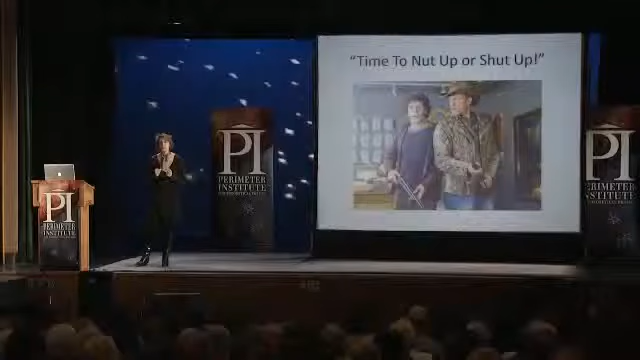 "Time To Nut Up or Shut Up!"
PI
PERIMETER
INSTITUTE
PI
PERIMETER
INSTITUTE
PI
PERIMETER
INSTITUTE